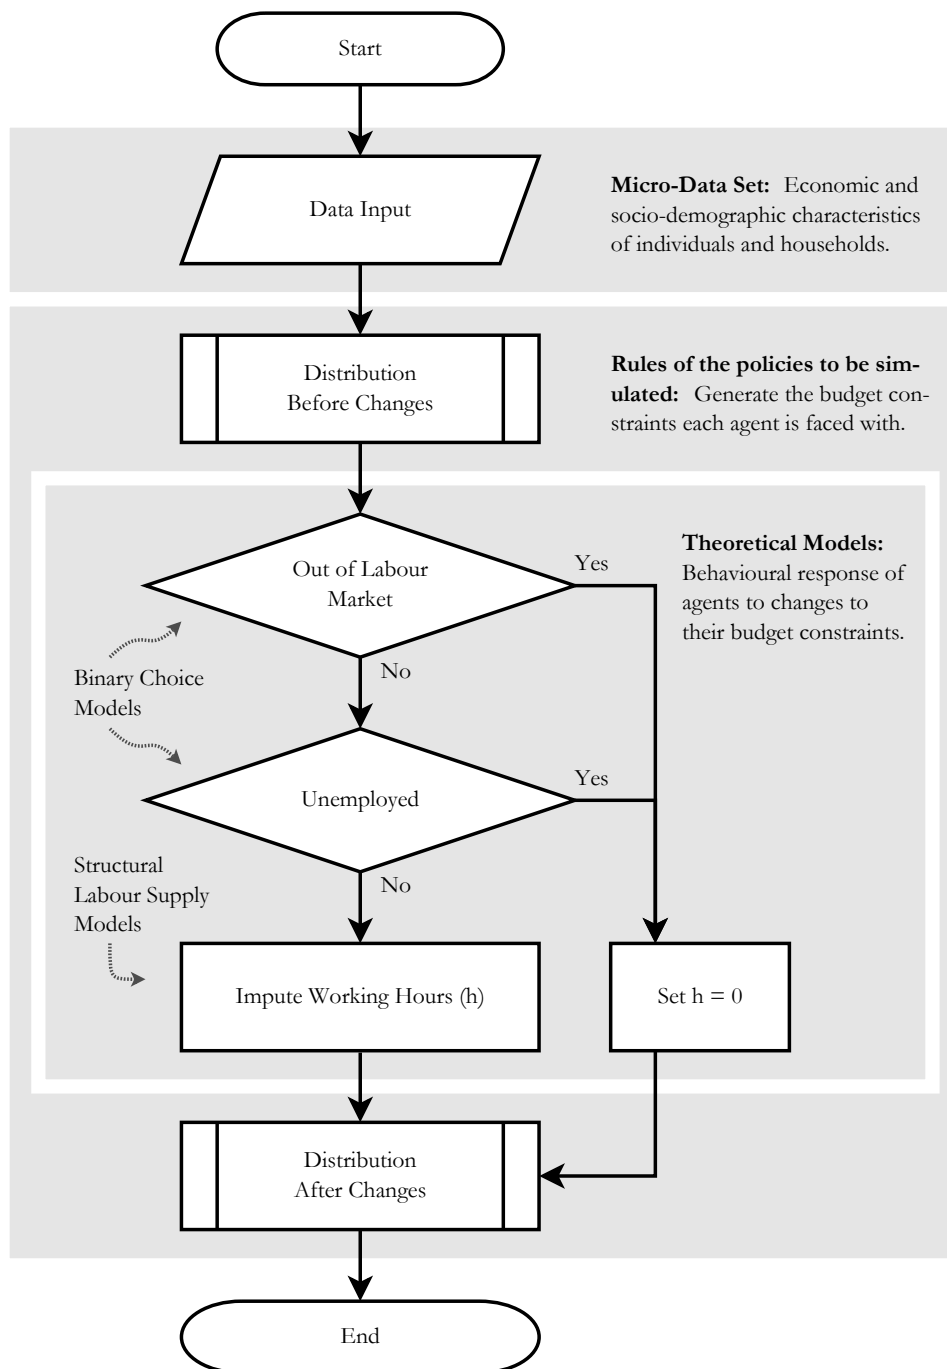 Start
Data Input
Micro-Data Set: Economic and
socio-demographic characteristics
of individuals and households.
Distribution
Before Changes
Rules of the policies to be sim-
ulated: Generate the budget con-
straints each agent is faced with.
Out of Labour
Market
Yes
Theoretical Models:
Behavioural response of
agents to changes to
their budget constraints.
No
Binary Choice
Models
Unemployed
Yes
No
Structural
Labour Supply
Models
Impute Working Hours (h)
Set h = 0
Distribution
After Changes
End